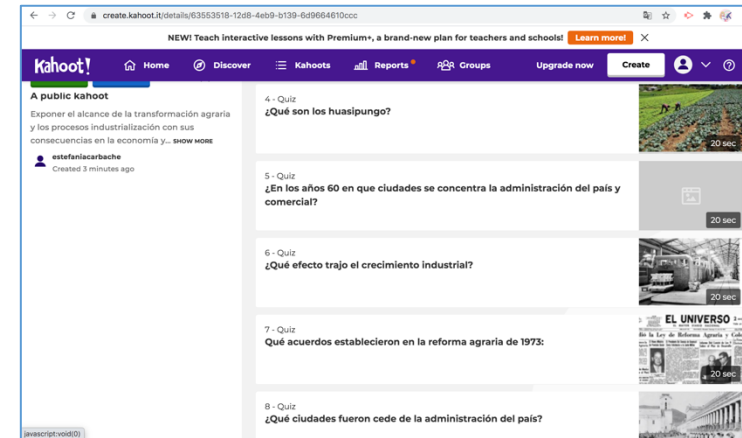 create.kahoot.it/details/63553518-12d8-4eb9-b139-6d9664610ccc
NEW! Teach interactive lessons with Premium+, a brand-new plan for teachers and schools! Learn more!
Kahoot! Home Discover Kahoots Reports Groups Upgrade now Create
A public kahoot
Exponer el alcance de la transformación agraria
y los procesos industrialización con sus
consecuencias en la economía y... SHOW MORE
estefaniacarbache
Created 3 minutes ago
4 - Quiz
¿Qué son los huasipungo?
20 sec
5 - Quiz
¿En los años 60 en que ciudades se concentra la administración del país y
comercial?
20 sec
6 - Quiz
¿Qué efecto trajo el crecimiento industrial?
20 sec
7 - Quiz
Qué acuerdos establecieron en la reforma agraria de 1973:
EL UNIVERSO
Ley de Reforma Agraria y
20 sec
8 - Quiz
¿Qué ciudades fueron cede de la administración del país?
javascript:void(0)